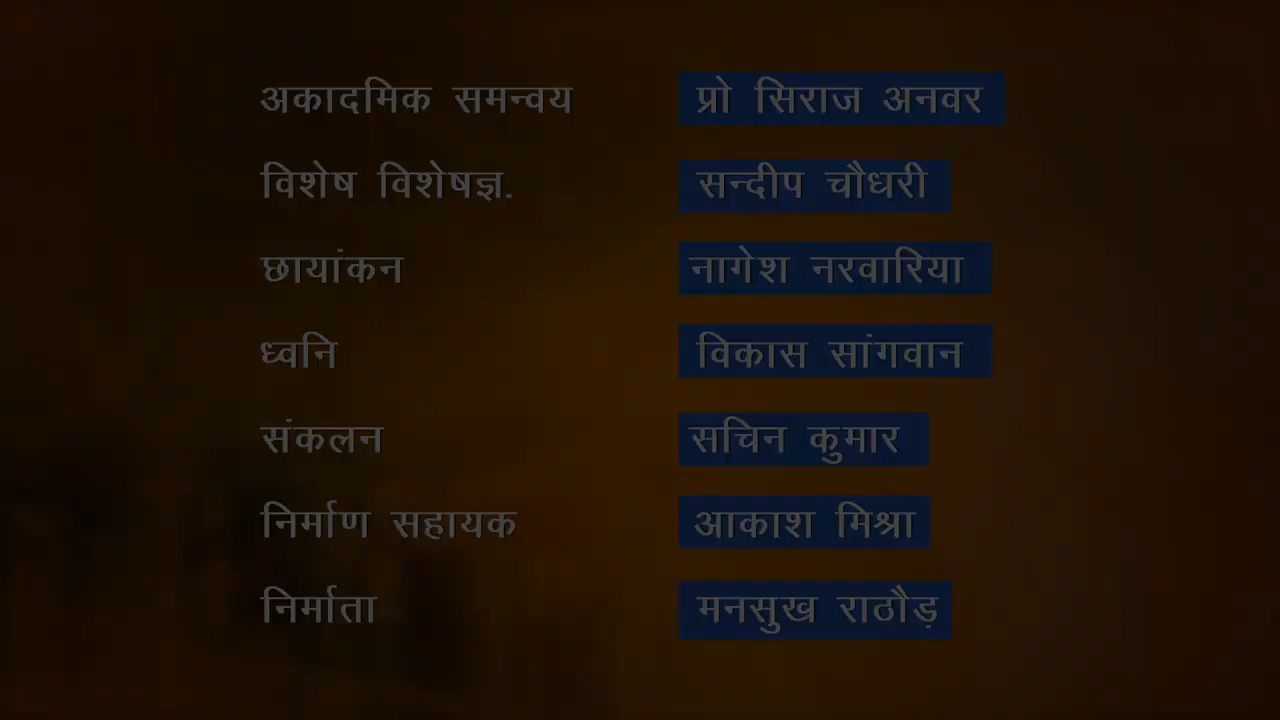 अकादमिक समन्वय प्रो सिराज अनवर
विशेष विशेषज्ञ. सन्दीप चौधरी
छायांकन नागेश नरवारिया
ध्वनि विकास सांगवान
संकलन सचिन कुमार
निर्माण सहायक आकाश मिश्रा
निर्माता मनसुख राठौड़